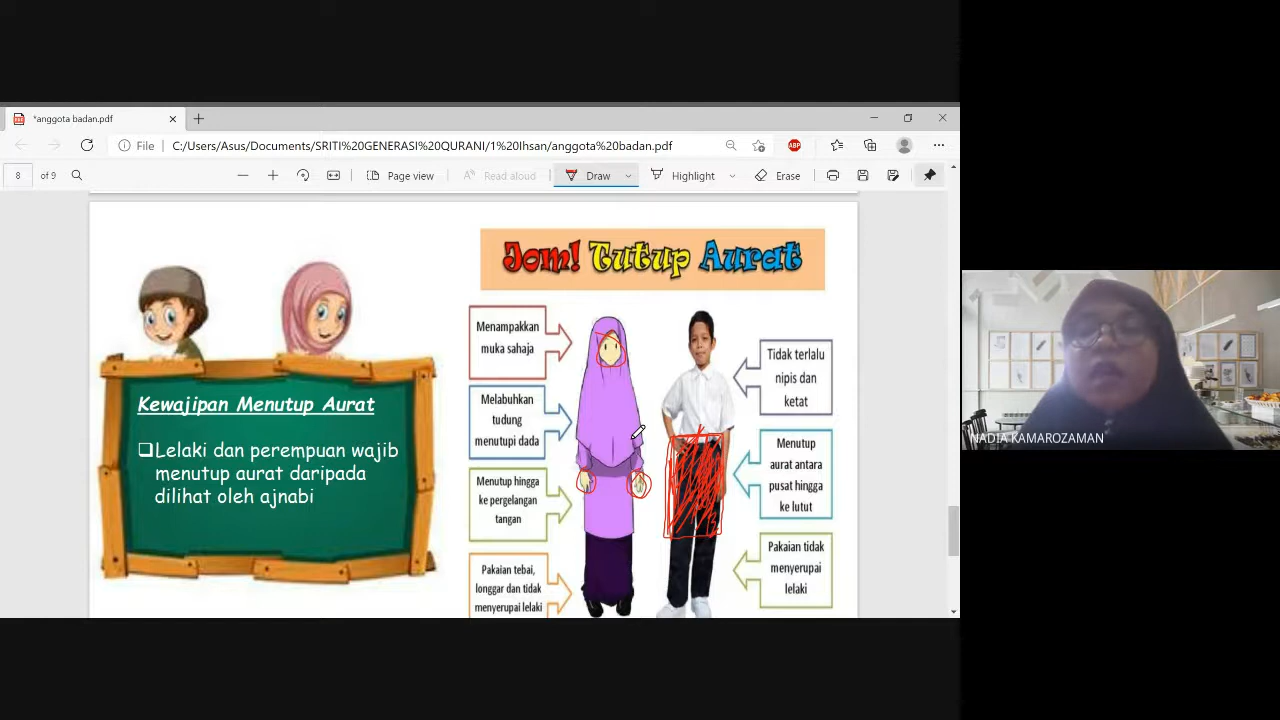 *anggota badan.pdf
File
C:/Users/Asus/Documents/SRITI%20GENERASI%20QURANI/1%20Ihsan/anggota%20badan.pdf
ABP
8 of 9
Page view
Read aloud
Draw
Highlight
Erase
Jom! Tutup Aurat
Kewajipan Menutup Aurat
Lelaki dan perempuan wajib
menutup aurat daripada
dilihat oleh ajnabi
Menampakkan
muka sahaja
Melabuhkan
tudung
menutupi dada
Menutup hingga
ke pergelangan
tangan
Pakaian tebai,
longgar dan tidak
menyerupai lelaki
Tidak terlalu
nipis dan
ketat
Menutup
aurat antara
pusat hingga
ke lutut
Pakaian tidak
menyerupai
lelaki
NADIA KAMAROZAMAN